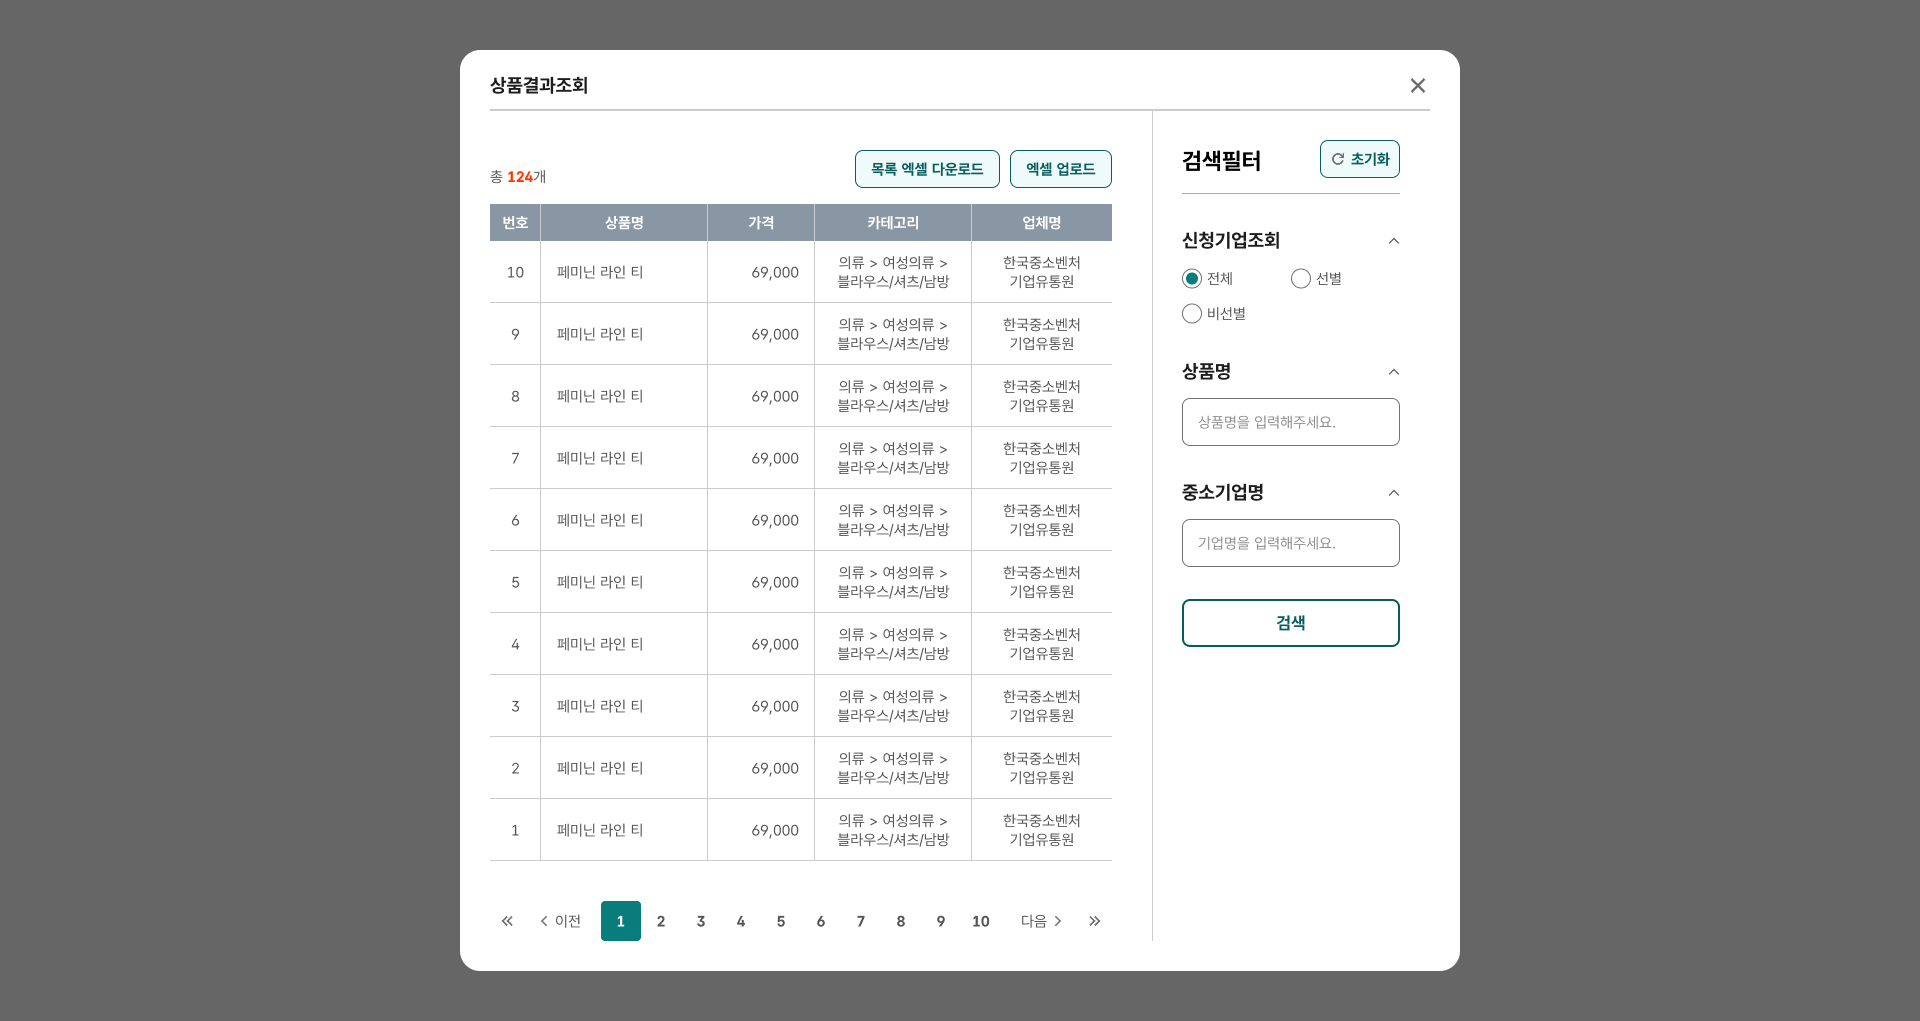 상품결과조회
총 124개
목록 엑셀 다운로드
엑셀 업로드
번호 상품명 가격 카테고리 업체명
10 페미닌 라인 티 69,000 의류 > 여성의류 > 한국중소벤처
블라우스/셔츠/남방 기업유통원
9 페미닌 라인 티 69,000 의류 > 여성의류 > 한국중소벤처
블라우스/셔츠/남방 기업유통원
8 페미닌 라인 티 69,000 의류 > 여성의류 > 한국중소벤처
블라우스/셔츠/남방 기업유통원
7 페미닌 라인 티 69,000 의류 > 여성의류 > 한국중소벤처
블라우스/셔츠/남방 기업유통원
6 페미닌 라인 티 69,000 의류 > 여성의류 > 한국중소벤처
블라우스/셔츠/남방 기업유통원
5 페미닌 라인 티 69,000 의류 > 여성의류 > 한국중소벤처
블라우스/셔츠/남방 기업유통원
4 페미닌 라인 티 69,000 의류 > 여성의류 > 한국중소벤처
블라우스/셔츠/남방 기업유통원
3 페미닌 라인 티 69,000 의류 > 여성의류 > 한국중소벤처
블라우스/셔츠/남방 기업유통원
2 페미닌 라인 티 69,000 의류 > 여성의류 > 한국중소벤처
블라우스/셔츠/남방 기업유통원
1 페미닌 라인 티 69,000 의류 > 여성의류 > 한국중소벤처
블라우스/셔츠/남방 기업유통원
이전 1 2 3 4 5 6 7 8 9 10 다음
검색필터
초기화
신청기업조회
전체 선별
비선별
상품명
상품명을 입력해주세요.
중소기업명
기업명을 입력해주세요.
검색